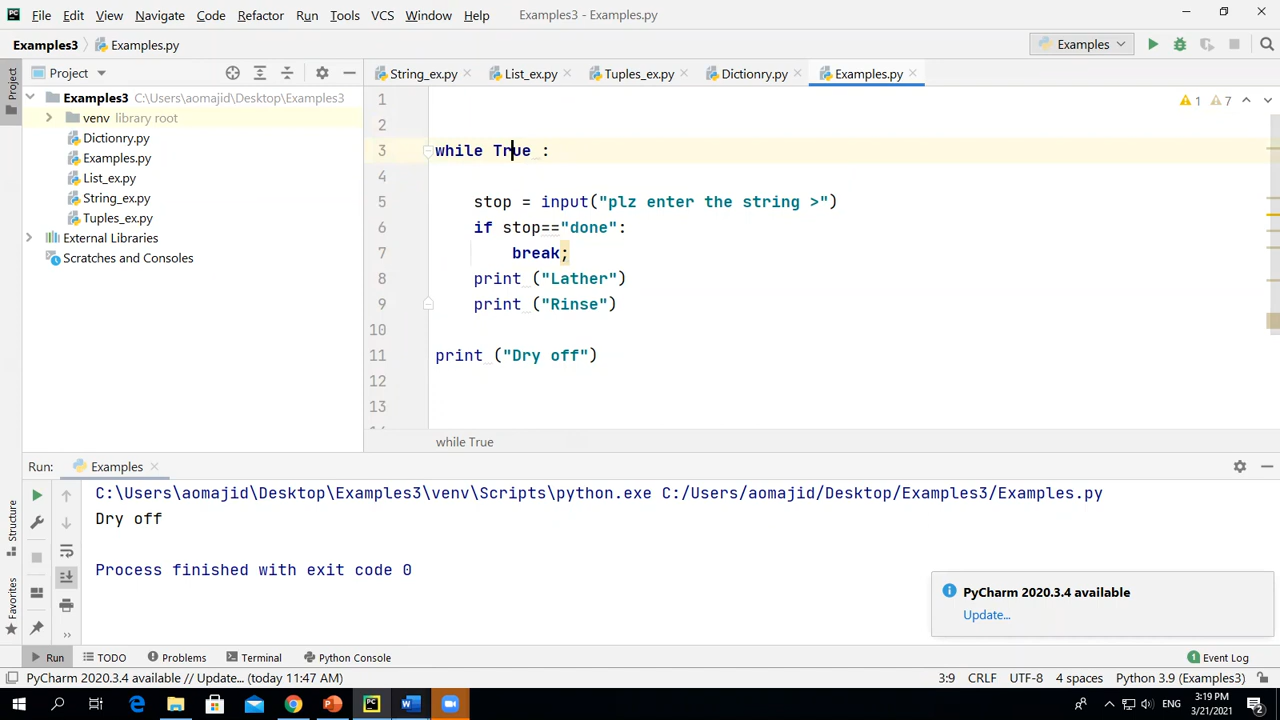 File Edit View Navigate Code Refactor Run Tools VCS Window Help Examples3 - Examples.py
Examples3 Examples.py Examples
Project String_ex.py List_ex.py Tuples_ex.py Dictionry.py Examples.py
Project
Examples3 C:\Users\aomajid\Desktop\Examples3
venv library root
Dictionry.py
Examples.py
List_ex.py
String_ex.py
Tuples_ex.py
External Libraries
Scratches and Consoles
1 7
1
2
3 while True :
4
5 stop = input("plz enter the string >")
6 if stop=="done":
7 break;
8 print ("Lather")
9 print ("Rinse")
10
11 print ("Dry off")
12
13
while True
Run: Examples
C:\Users\aomajid\Desktop\Examples3\venv\Scripts\python.exe C:/Users/aomajid/Desktop/Examples3/Examples.py
Dry off
Process finished with exit code 0
Structure
Favorites
PyCharm 2020.3.4 available
Update...
Run TODO Problems Terminal Python Console 1 Event Log
PyCharm 2020.3.4 available // Update... (today 11:47 AM) 3:9 CRLF UTF-8 4 spaces Python 3.9 (Examples3)
ENG 3:19 PM
3/21/2021
2